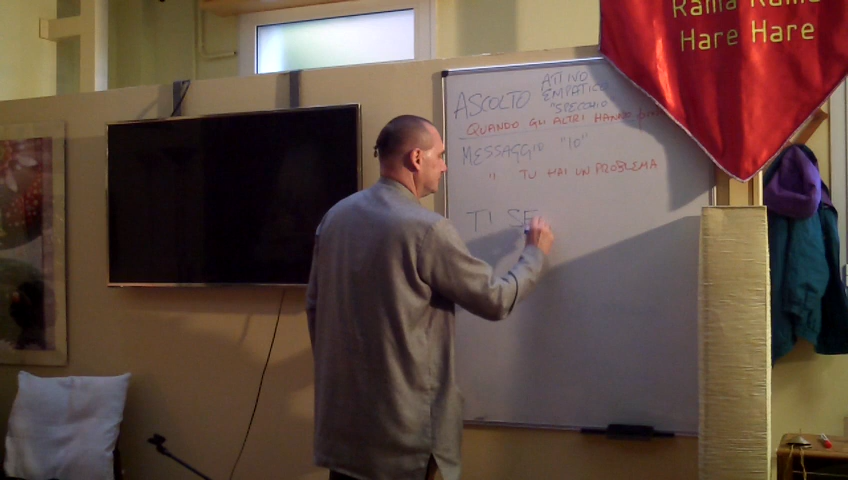 Rama Rama
Hare Hare
ASCOLTO
ATTIVO
EMPATICO
"SPECCHIO
QUANDO GLI ALTRI HANNO
MESSAGGIO "IO"
" TU HAI UN PROBLEMA
TI SE